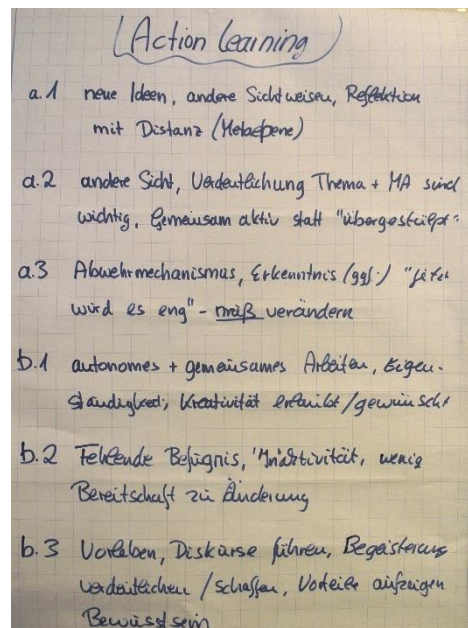 Action learning
a.1 neue Ideen, andere Sichtweisen, Reflektion
mit Distanz (Metaebene)
a.2 andere Sicht, Verdeutlichung Thema + MA sind
wichtig, Gemeinsam aktiv statt "übergestülpt"
a.3 Abwehrmechanismus, Erkenntnis (ggf.) "jetzt
wird es eng" - muß verändern
b.1 autonomes + gemeinsames Arbeiten, Eigen-
ständigkeit, Kreativität erlaubt/gewünscht
b.2 Fehlende Befugnis, Inaktivität, wenig
Bereitschaft zu Änderung
b.3 Vorleben, Diskurse führen, Begeisterung
verdeutlichen / schaffen, Vorteile aufzeigen
Bewusstsein